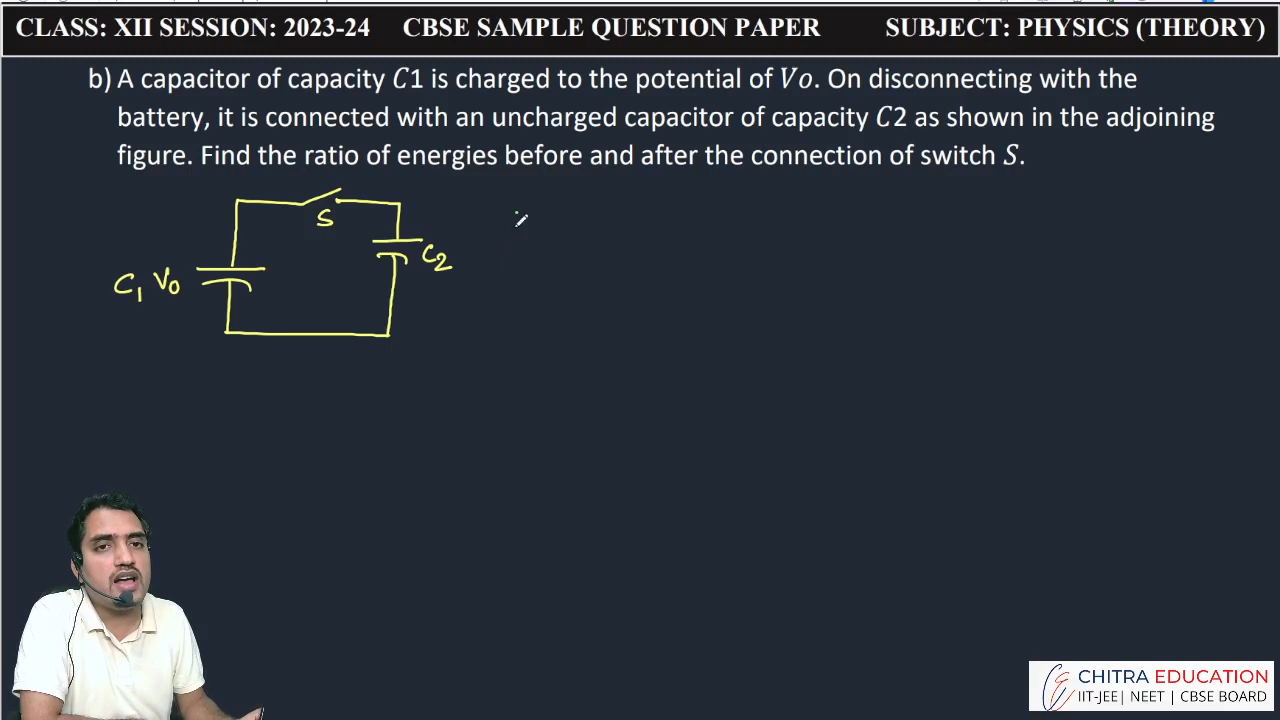 CLASS: XII SESSION: 2023-24 CBSE SAMPLE QUESTION PAPER SUBJECT: PHYSICS (THEORY)
b) A capacitor of capacity C1 is charged to the potential of Vo. On disconnecting with the
battery, it is connected with an uncharged capacitor of capacity C2 as shown in the adjoining
figure. Find the ratio of energies before and after the connection of switch S.
S
C2
C1 V0
CHITRA EDUCATION
IIT-JEE| NEET | CBSE BOARD